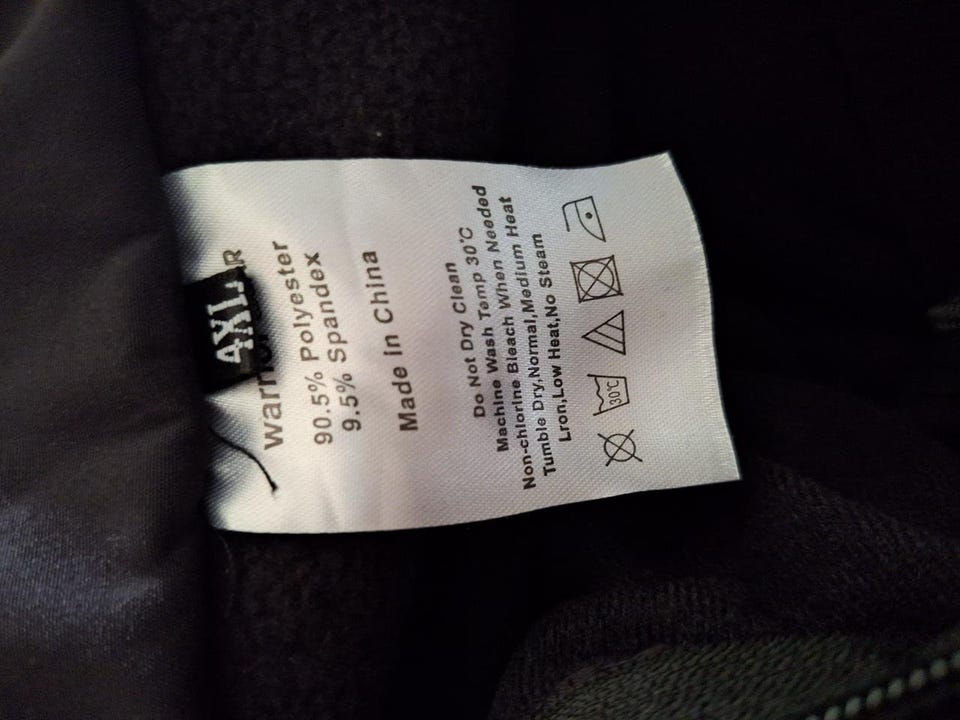 4XL
90.5% Polyester
9.5% Spandex
Made in China
Do Not Dry Clean
Machine Wash Temp 30℃
Non-chlorine Bleach When Needed
Tumble Dry,Normal,Medium Heat
Lron,Low Heat,No Steam
30℃